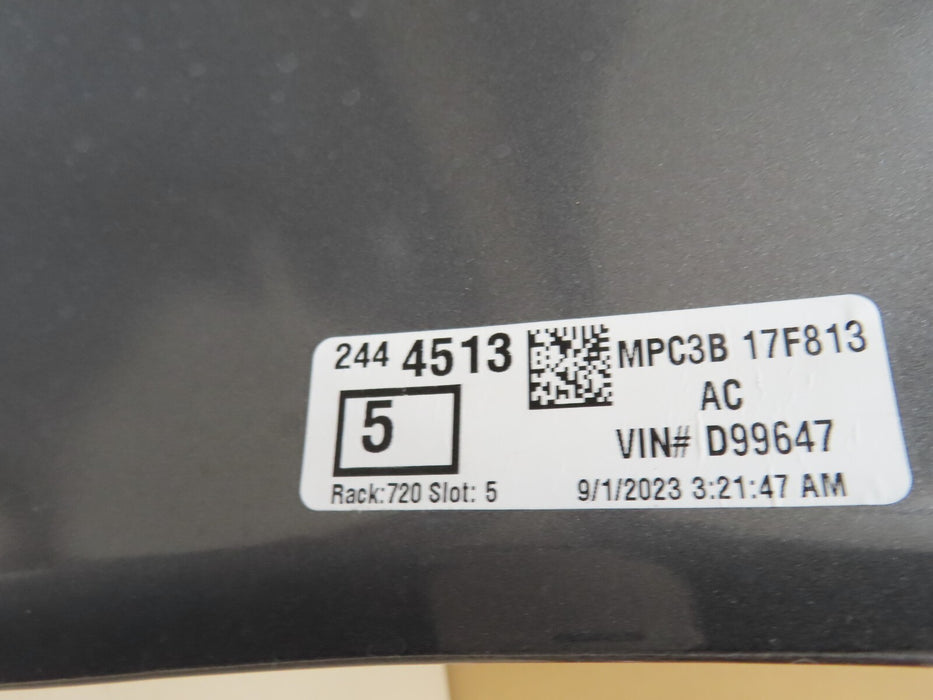 244 4513 MPC3B 17F813
AC
5
VIN# D99647
Rack:720 Slot: 5
9/1/2023 3:21:47 AM